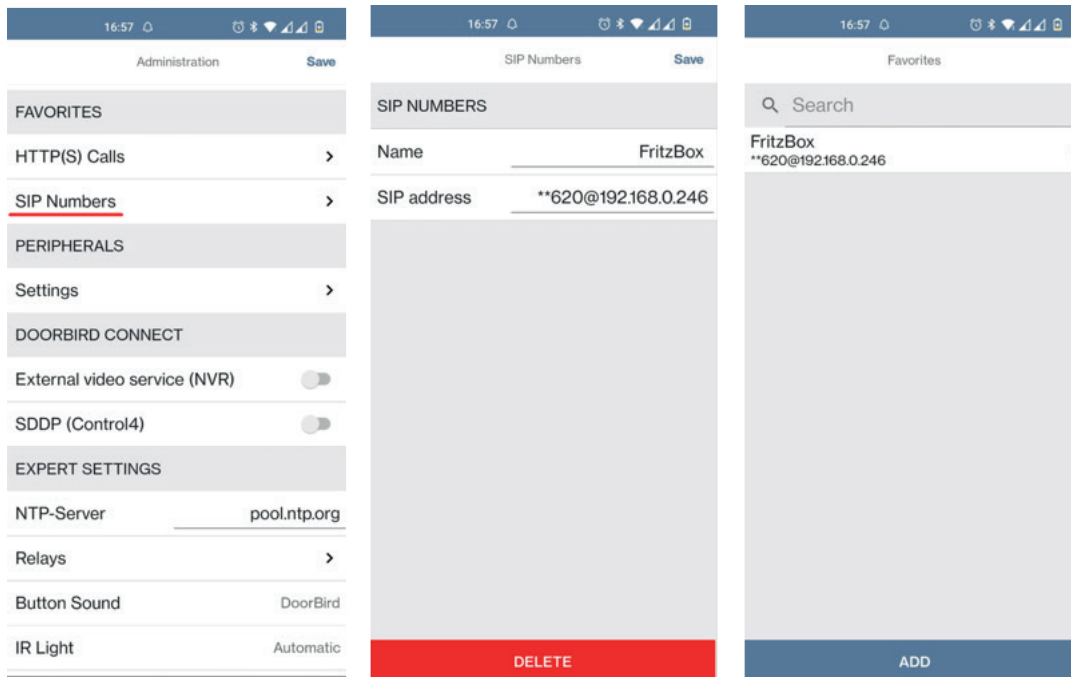 16:57
Administration Save
FAVORITES
HTTP(S) Calls
SIP Numbers
PERIPHERALS
Settings
DOORBIRD CONNECT
External video service (NVR)
SDDP (Control4)
EXPERT SETTINGS
NTP-Server pool.ntp.org
Relays
Button Sound DoorBird
IR Light Automatic
16:57
SIP Numbers Save
SIP NUMBERS
Name FritzBox
SIP address **620@192.168.0.246
DELETE
16:57
Favorites
Search
FritzBox
**620@192.168.0.246
ADD